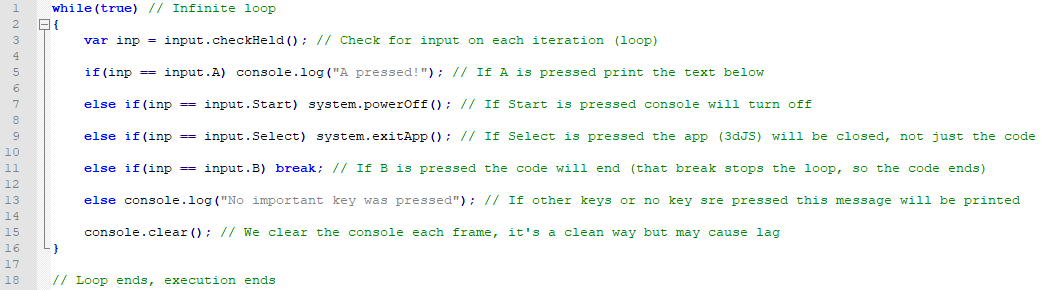 1 while(true) // Infinite loop
2 {
3 var inp = input.checkHeld(); // Check for input on each iteration (loop)
4
5 if(inp == input.A) console.log("A pressed!"); // If A is pressed print the text below
6
7 else if(inp == input.Start) system.powerOff(); // If Start is pressed console will turn off
8
9 else if(inp == input.Select) system.exitApp(); // If Select is pressed the app (3dJS) will be closed, not just the code
10
11 else if(inp == input.B) break; // If B is pressed the code will end (that break stops the loop, so the code ends)
12
13 else console.log("No important key was pressed"); // If other keys or no key sre pressed this message will be printed
14
15 console.clear(); // We clear the console each frame, it's a clean way but may cause lag
16 }
17
18 // Loop ends, execution ends